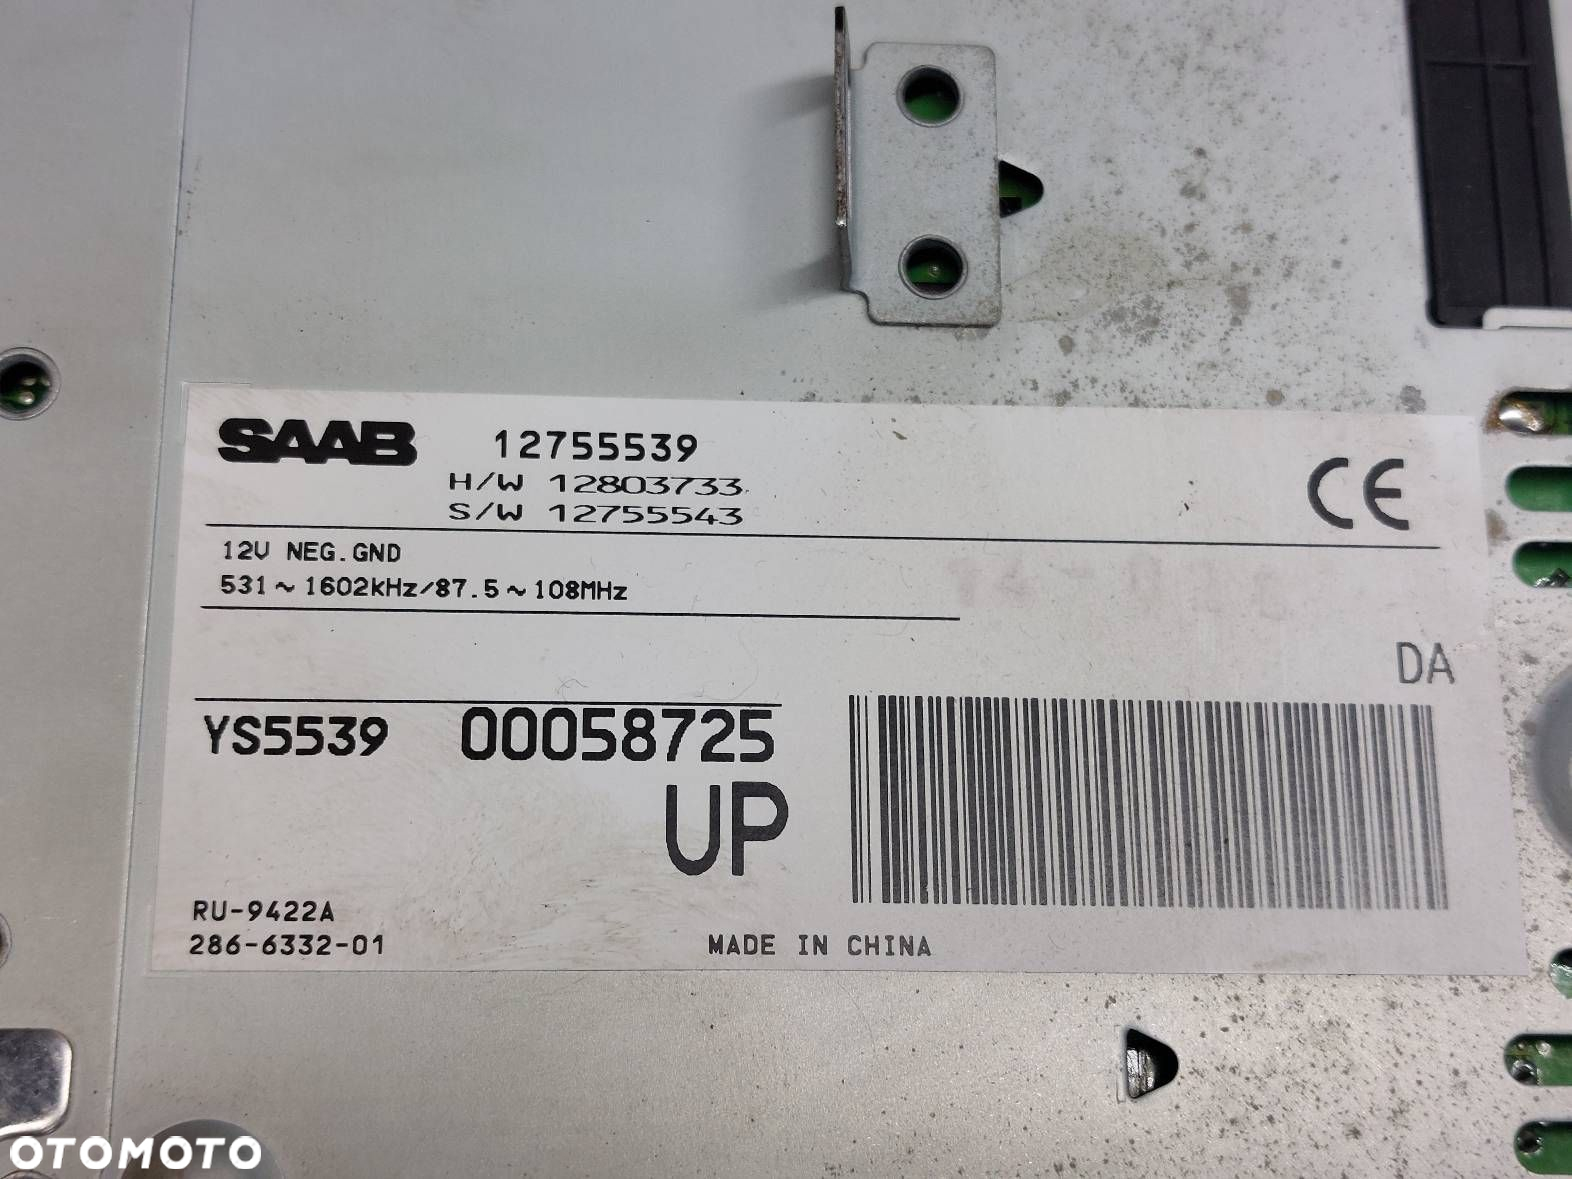 SAAB 12755539
H/W 12803733
S/W 12755543
CE
12V NEG.GND
531~1602kHz/87.5~108MHz
DA
YS5539 00058725
UP
RU-9422A
286-6332-01 MADE IN CHINA
OTOMOTO